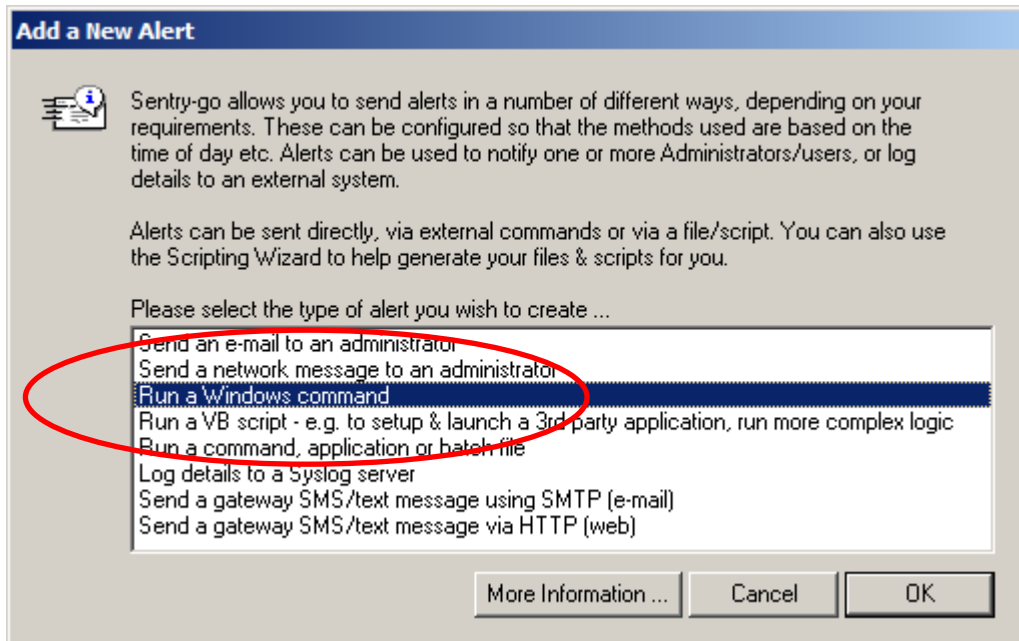 Add a New Alert
Sentry-go allows you to send alerts in a number of different ways, depending on your
requirements. These can be configured so that the methods used are based on the
time of day etc. Alerts can be used to notify one or more Administrators/users, or log
details to an external system.
Alerts can be sent directly, via external commands or via a file/script. You can also use
the Scripting Wizard to help generate your files & scripts for you.
Please select the type of alert you wish to create ...
Send an e-mail to an administrator
Send a network message to an administrator
Run a Windows command
Run a VB script - e.g. to setup & launch a 3rd party application, run more complex logic
Run a command, application or batch file
Log details to a Syslog server
Send a gateway SMS/text message using SMTP (e-mail)
Send a gateway SMS/text message via HTTP (web)
More Information ... Cancel OK